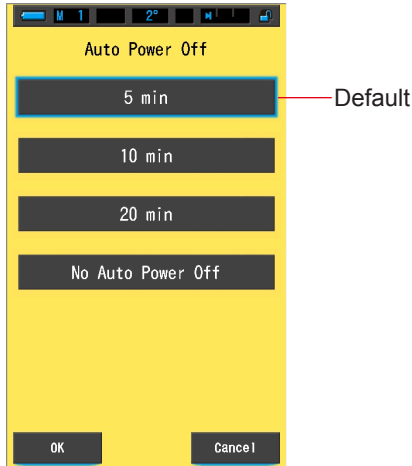 M 1 2°
Auto Power Off
5 min Default
10 min
20 min
No Auto Power Off
OK Cancel